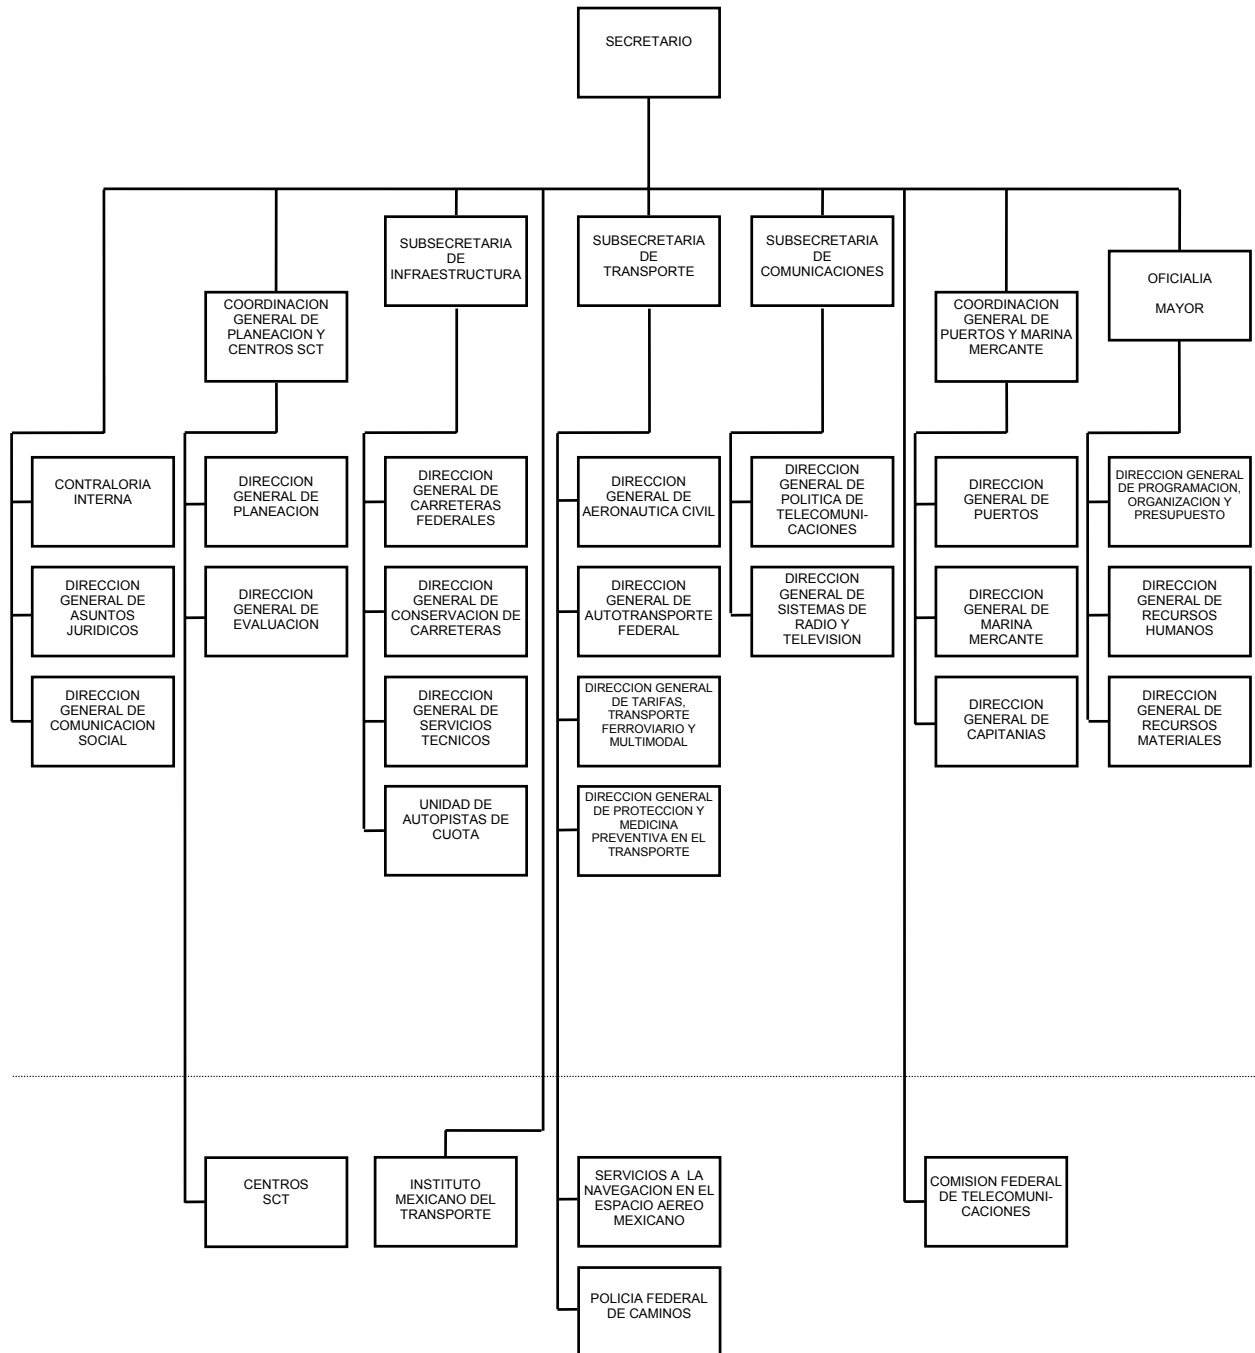 SECRETARIO
SUBSECRETARIA
DE
INFRAESTRUCTURA
SUBSECRETARIA
DE
TRANSPORTE
SUBSECRETARIA
DE
COMUNICACIONES
OFICIALIA
MAYOR
COORDINACION
GENERAL DE
PLANEACION Y
CENTROS SCT
COORDINACION
GENERAL DE
PUERTOS Y MARINA
MERCANTE
CONTRALORIA
INTERNA
DIRECCION
GENERAL DE
PLANEACION
DIRECCION
GENERAL DE
CARRETERAS
FEDERALES
DIRECCION
GENERAL DE
AERONAUTICA CIVIL
DIRECCION
GENERAL DE
POLITICA DE
TELECOMUNI-
CACIONES
DIRECCION
GENERAL DE
PUERTOS
DIRECCION GENERAL
DE PROGRAMACION,
ORGANIZACION Y
PRESUPUESTO
DIRECCION
GENERAL DE
ASUNTOS
JURIDICOS
DIRECCION
GENERAL DE
EVALUACION
DIRECCION
GENERAL DE
CONSERVACION DE
CARRETERAS
DIRECCION
GENERAL DE
AUTOTRANSPORTE
FEDERAL
DIRECCION
GENERAL DE
SISTEMAS DE
RADIO Y
TELEVISION
DIRECCION
GENERAL DE
MARINA
MERCANTE
DIRECCION
GENERAL DE
RECURSOS
HUMANOS
DIRECCION
GENERAL DE
COMUNICACION
SOCIAL
DIRECCION
GENERAL DE
SERVICIOS
TECNICOS
DIRECCION GENERAL
DE TARIFAS,
TRANSPORTE
FERROVIARIO Y
MULTIMODAL
DIRECCION
GENERAL DE
CAPITANIAS
DIRECCION
GENERAL DE
RECURSOS
MATERIALES
UNIDAD DE
AUTOPISTAS DE
CUOTA
DIRECCION GENERAL
DE PROTECCION Y
MEDICINA
PREVENTIVA EN EL
TRANSPORTE
CENTROS
SCT
INSTITUTO
MEXICANO DEL
TRANSPORTE
SERVICIOS A LA
NAVEGACION EN EL
ESPACIO AEREO
MEXICANO
COMISION FEDERAL
DE TELECOMUNI-
CACIONES
POLICIA FEDERAL
DE CAMINOS